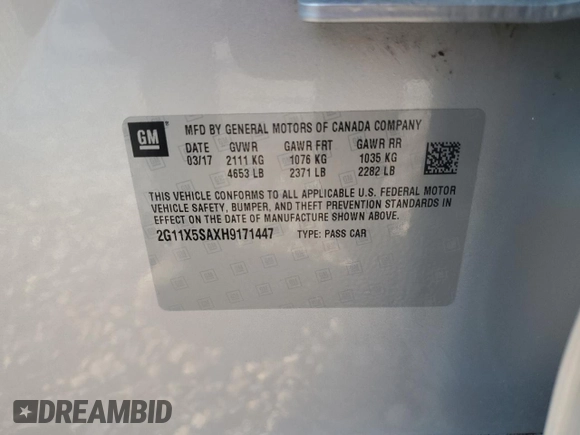 GM
MFD BY GENERAL MOTORS OF CANADA COMPANY
DATE GVWR GAWR FRT GAWR RR
03/17 2111 KG 1076 KG 1035 KG
4653 LB 2371 LB 2282 LB
THIS VEHICLE CONFORMS TO ALL APPLICABLE U.S. FEDERAL MOTOR
VEHICLE SAFETY, BUMPER, AND THEFT PREVENTION STANDARDS IN
EFFECT ON THE DATE OF MANUFACTURE SHOWN ABOVE.
2G11X5SAXH9171447 TYPE: PASS CAR
DREAMBID